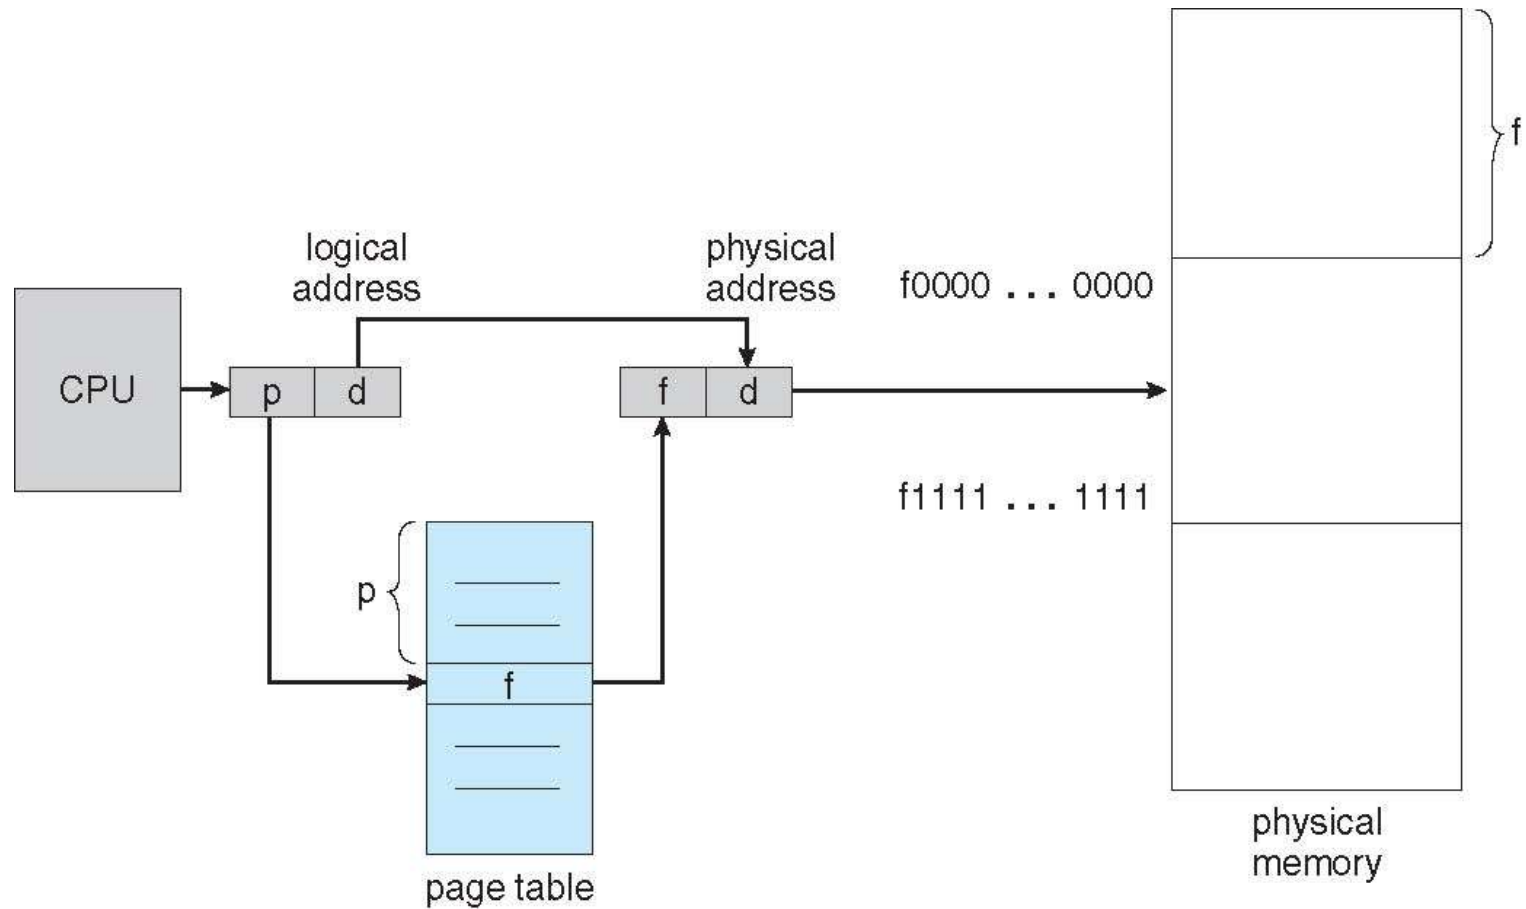 f
logical
address
physical
address
f0000 ... 0000
CPU
p
d
f
d
f1111 ... 1111
p
f
physical
memory
page table